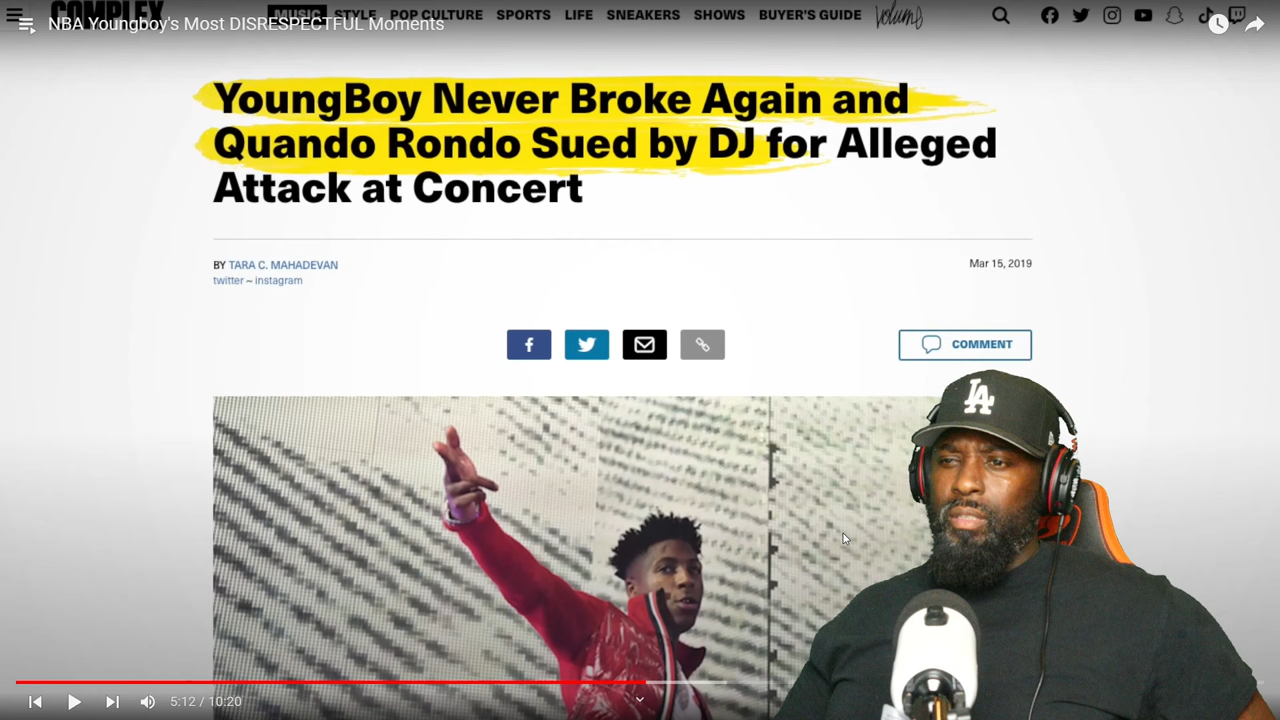 COMPLEX MUSIC STYLE POP CULTURE SPORTS LIFE SNEAKERS SHOWS BUYER'S GUIDE Volume
NBA Youngboy's Most DISRESPECTFUL Moments
YoungBoy Never Broke Again and
Quando Rondo Sued by DJ for Alleged
Attack at Concert
BY TARA C. MAHADEVAN
Mar 15, 2019
twitter ~ instagram
COMMENT
LA
5:12 / 10:20